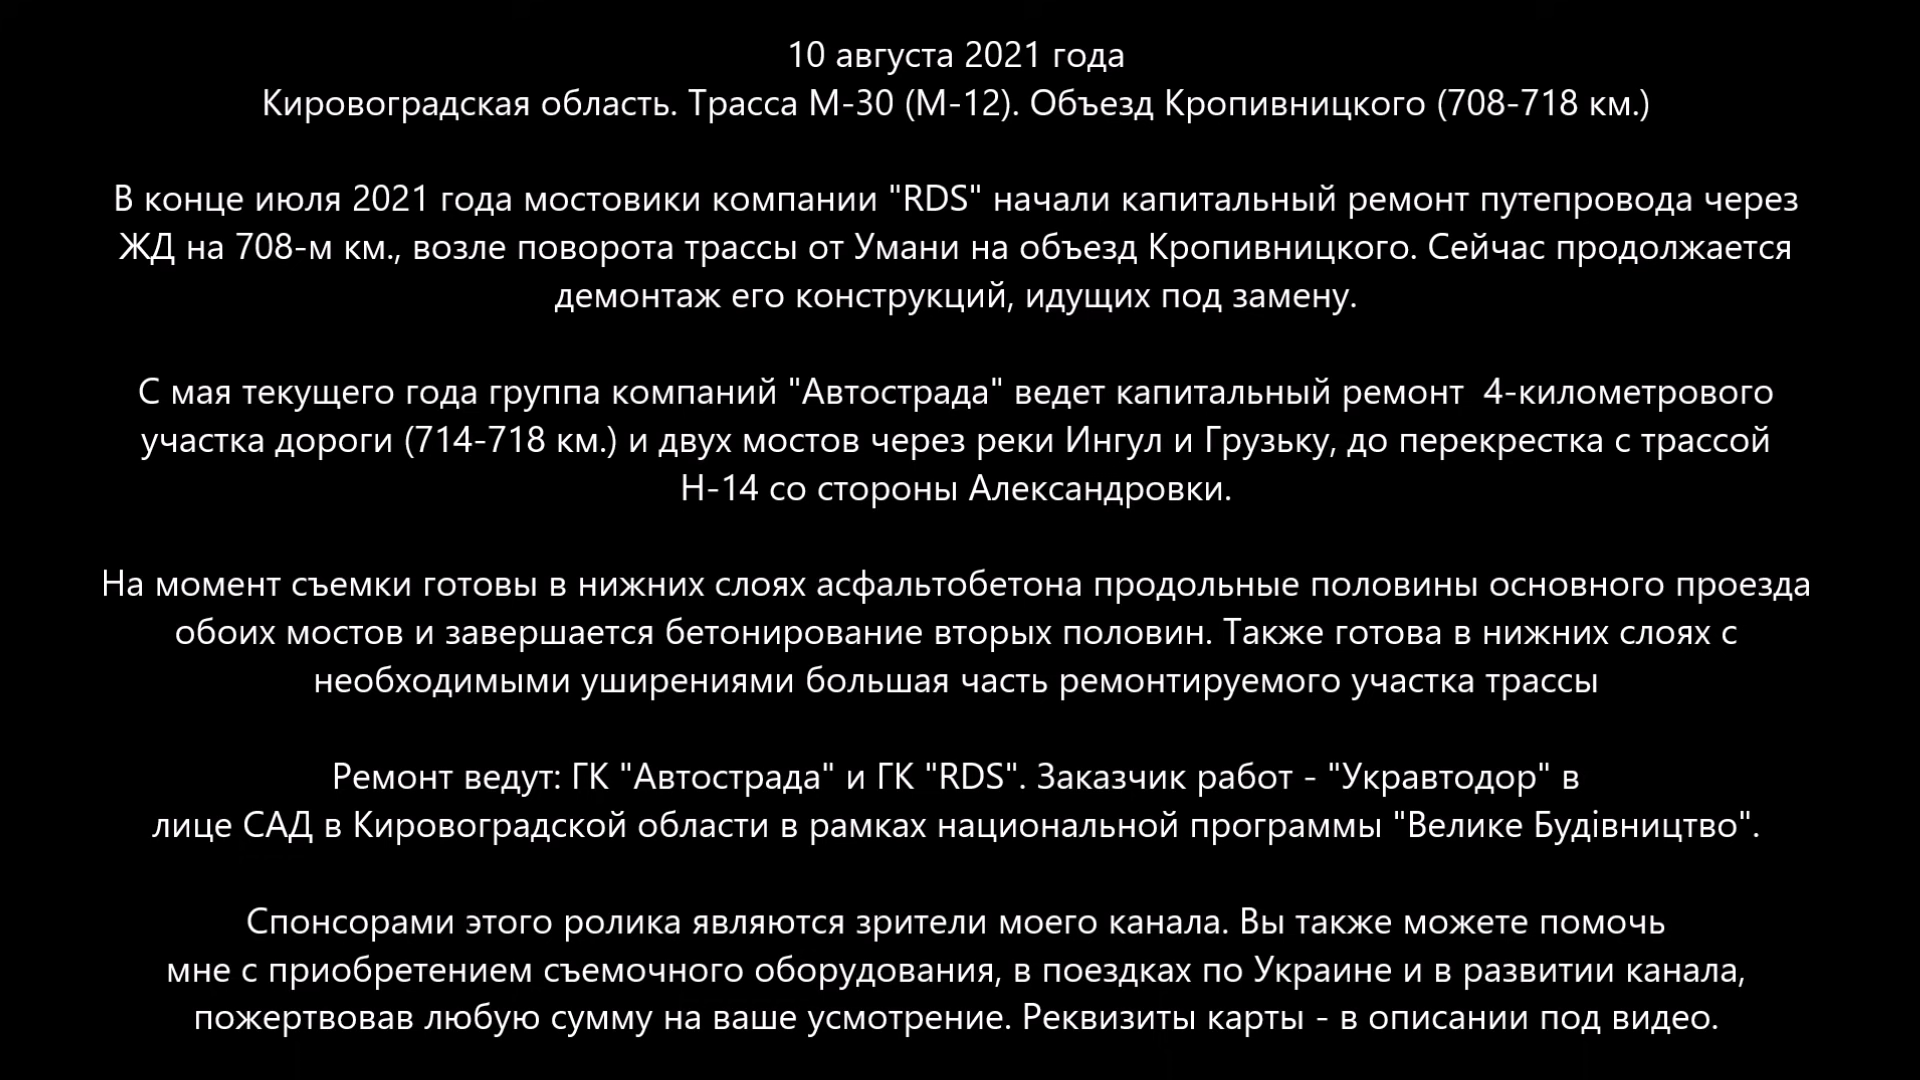 10 августа 2021 года
Кировоградская область. Трасса М-30 (М-12). Объезд Кропивницкого (708-718 км.)
В конце июля 2021 года мостовики компании "RDS" начали капитальный ремонт путепровода через
ЖД на 708-м км., возле поворота трассы от Умани на объезд Кропивницкого. Сейчас продолжается
демонтаж его конструкций, идущих под замену.
С мая текущего года группа компаний "Автострада" ведет капитальный ремонт  4-километрового
участка дороги (714-718 км.) и двух мостов через реки Ингул и Грузьку, до перекрестка с трассой
Н-14 со стороны Александровки.
На момент съемки готовы в нижних слоях асфальтобетона продольные половины основного проезда
обоих мостов и завершается бетонирование вторых половин. Также готова в нижних слоях с
необходимыми уширениями большая часть ремонтируемого участка трассы
Ремонт ведут: ГК "Автострада" и ГК "RDS". Заказчик работ - "Укравтодор" в
лице САД в Кировоградской области в рамках национальной программы "Велике Будівництво".
Спонсорами этого ролика являются зрители моего канала. Вы также можете помочь
мне с приобретением съемочного оборудования, в поездках по Украине и в развитии канала,
пожертвовав любую сумму на ваше усмотрение. Реквизиты карты - в описании под видео.